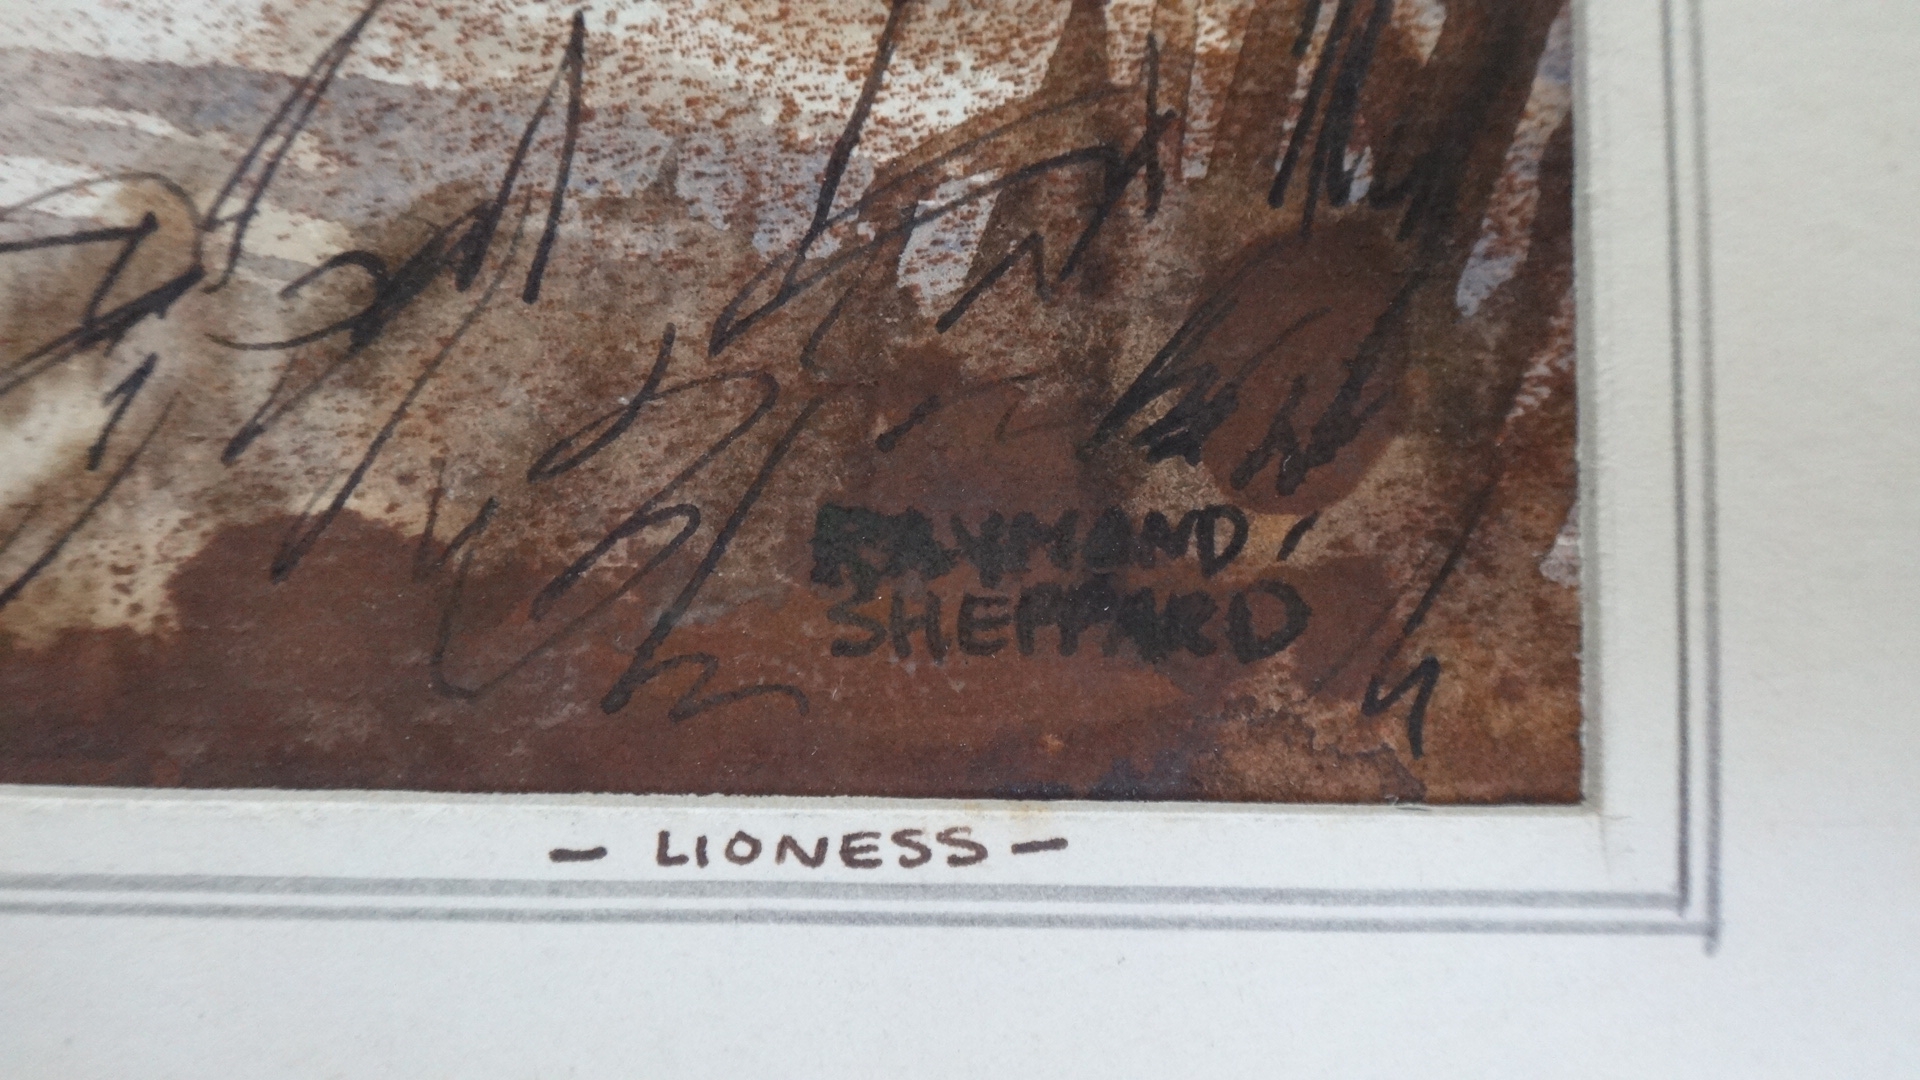 RAYMOND
SHEPPARD
- LIONESS -